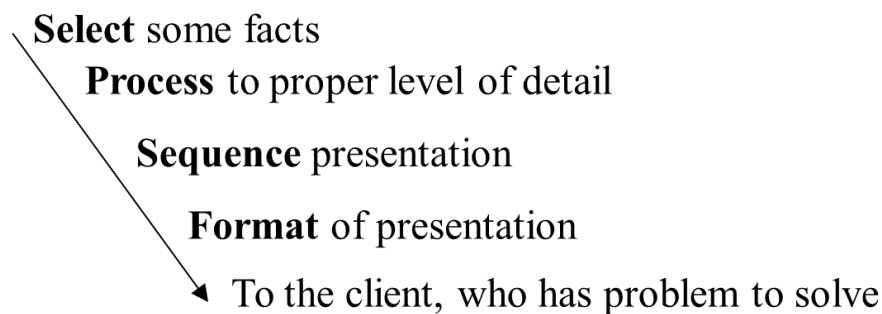 Select some facts
Process to proper level of detail
Sequence presentation
Format of presentation
To the client, who has problem to solve